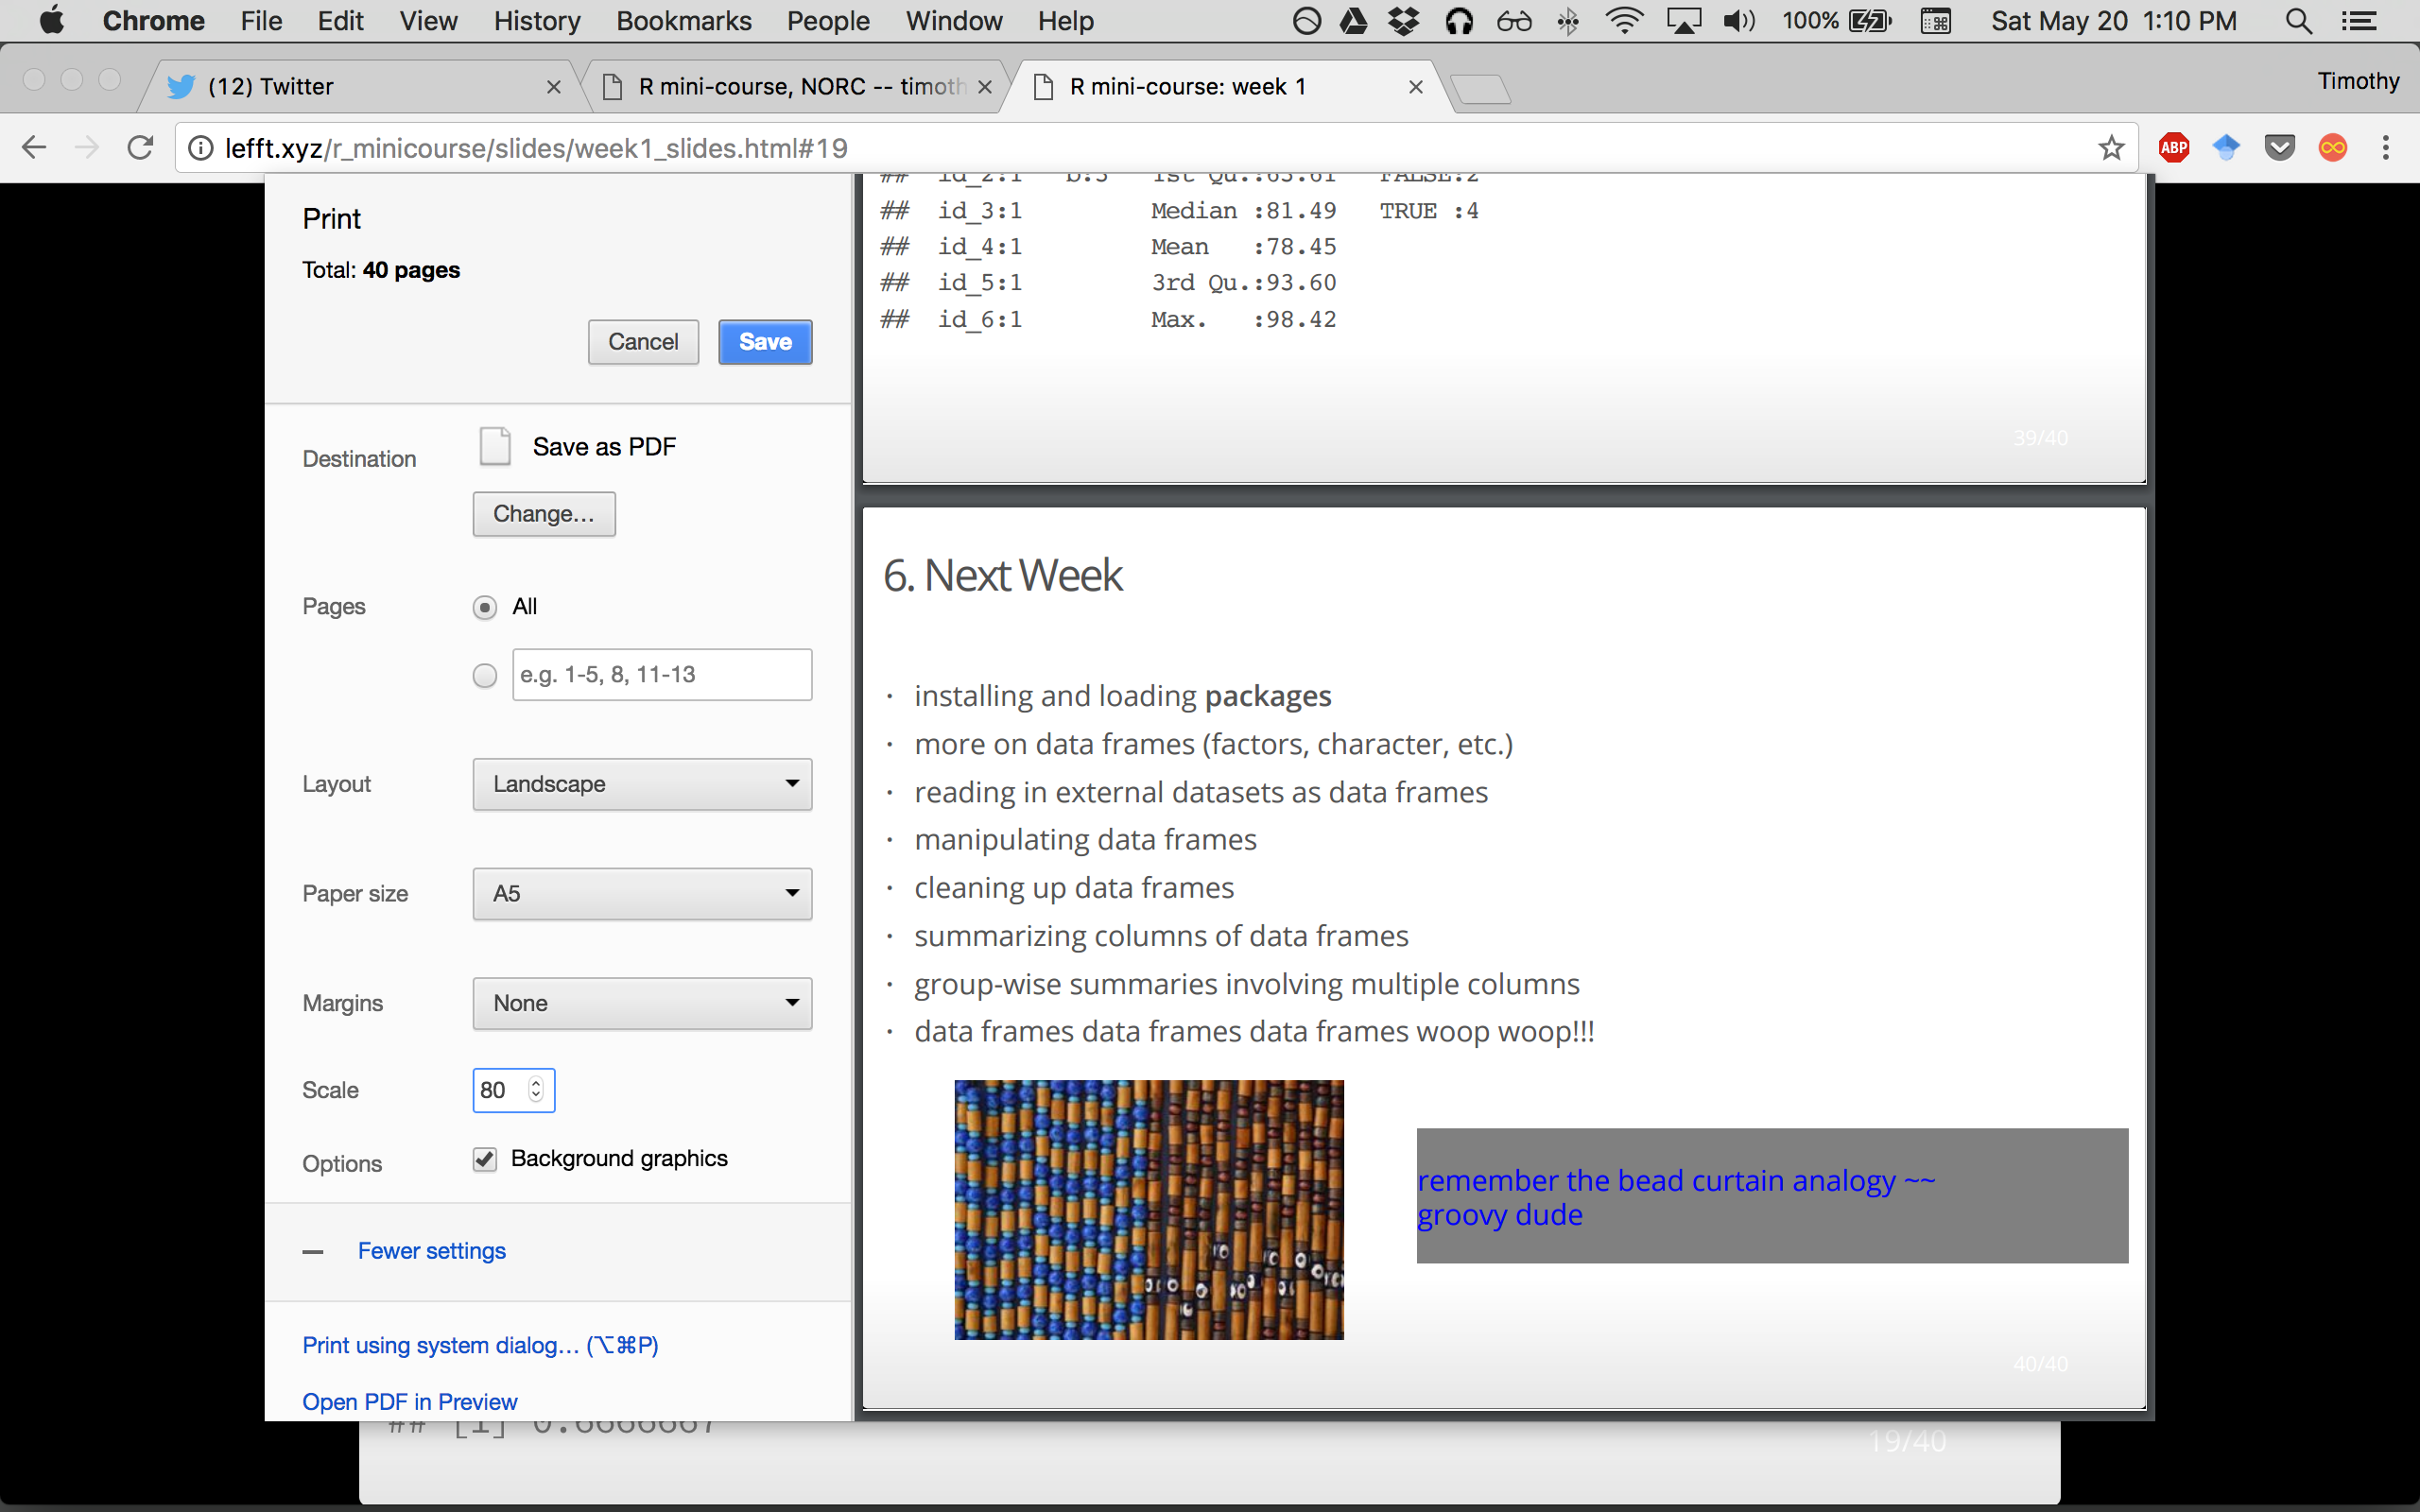 Chrome File Edit View History Bookmarks People Window Help 100% Sat May 20 1:10 PM
(12) Twitter
R mini-course, NORC -- timoth
R mini-course: week 1
Timothy
lefft.xyz/r_minicourse/slides/week1_slides.html#19
ABP
Print
Total: 40 pages
Cancel
Save
Destination
Save as PDF
Change...
Pages
All
e.g. 1-5, 8, 11-13
Layout
Landscape
Paper size
A5
Margins
None
Scale
80
Options
Background graphics
Fewer settings
Print using system dialog... (⌥⌘P)
Open PDF in Preview
## id_2:1 b:3 1st Qu.:63.61 FALSE:2
## id_3:1 Median :81.49 TRUE :4
## id_4:1 Mean :78.45
## id_5:1 3rd Qu.:93.60
## id_6:1 Max. :98.42
39/40
6. Next Week
· installing and loading packages
· more on data frames (factors, character, etc.)
· reading in external datasets as data frames
· manipulating data frames
· cleaning up data frames
· summarizing columns of data frames
· group-wise summaries involving multiple columns
· data frames data frames data frames woop woop!!!
remember the bead curtain analogy ~~
groovy dude
40/40
## [1] 0.6666667
19/40